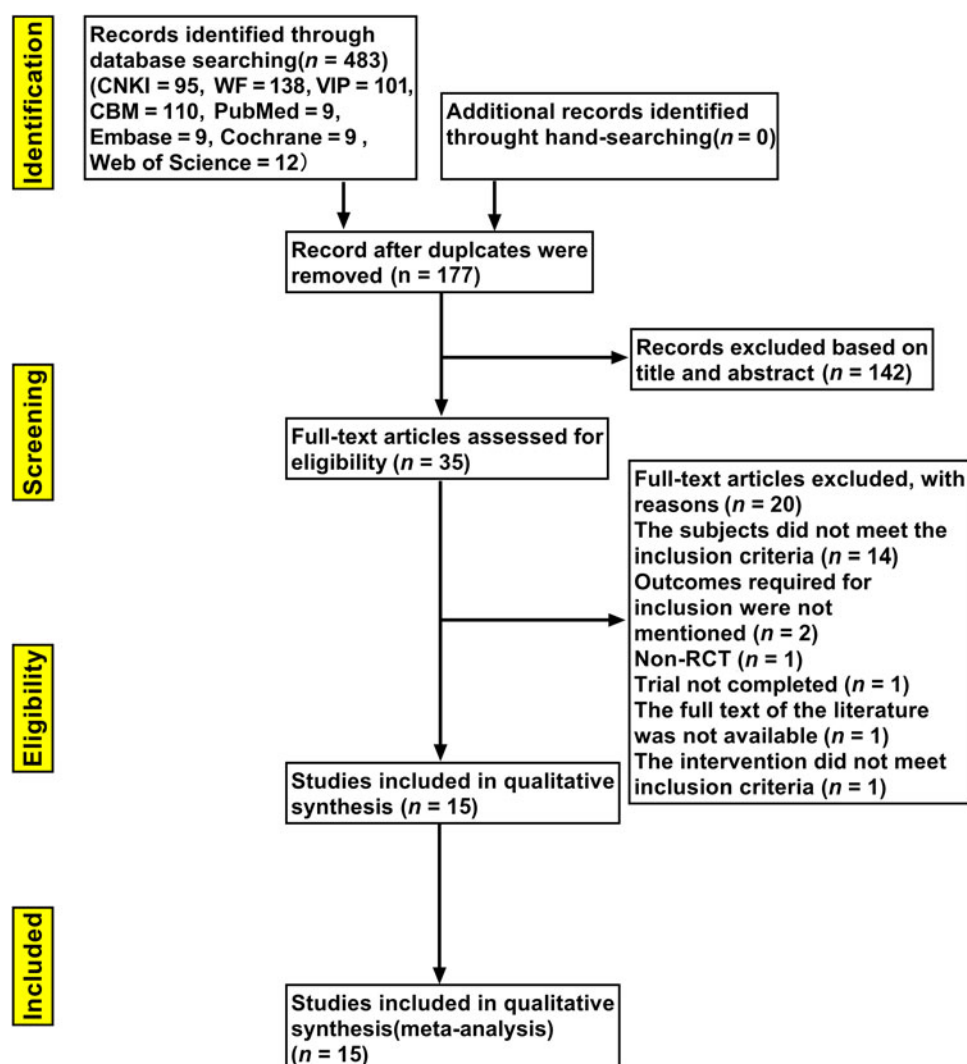 Identification
Records identified through
database searching(n = 483)
(CNKI = 95, WF = 138, VIP = 101,
CBM = 110, PubMed = 9,
Embase = 9, Cochrane = 9 ,
Web of Science = 12)
Additional records identified
throught hand-searching(n = 0)
Record after duplcates were
removed (n = 177)
Screening
Records excluded based on
title and abstract (n = 142)
Full-text articles assessed for
eligibility (n = 35)
Full-text articles excluded, with
reasons (n = 20)
The subjects did not meet the
inclusion criteria (n = 14)
Outcomes required for
inclusion were not
mentioned (n = 2)
Non-RCT (n = 1)
Trial not completed (n = 1)
The full text of the literature
was not available (n = 1)
The intervention did not meet
inclusion criteria (n = 1)
Eligibility
Studies included in qualitative
synthesis (n = 15)
Included
Studies included in qualitative
synthesis(meta-analysis)
(n = 15)